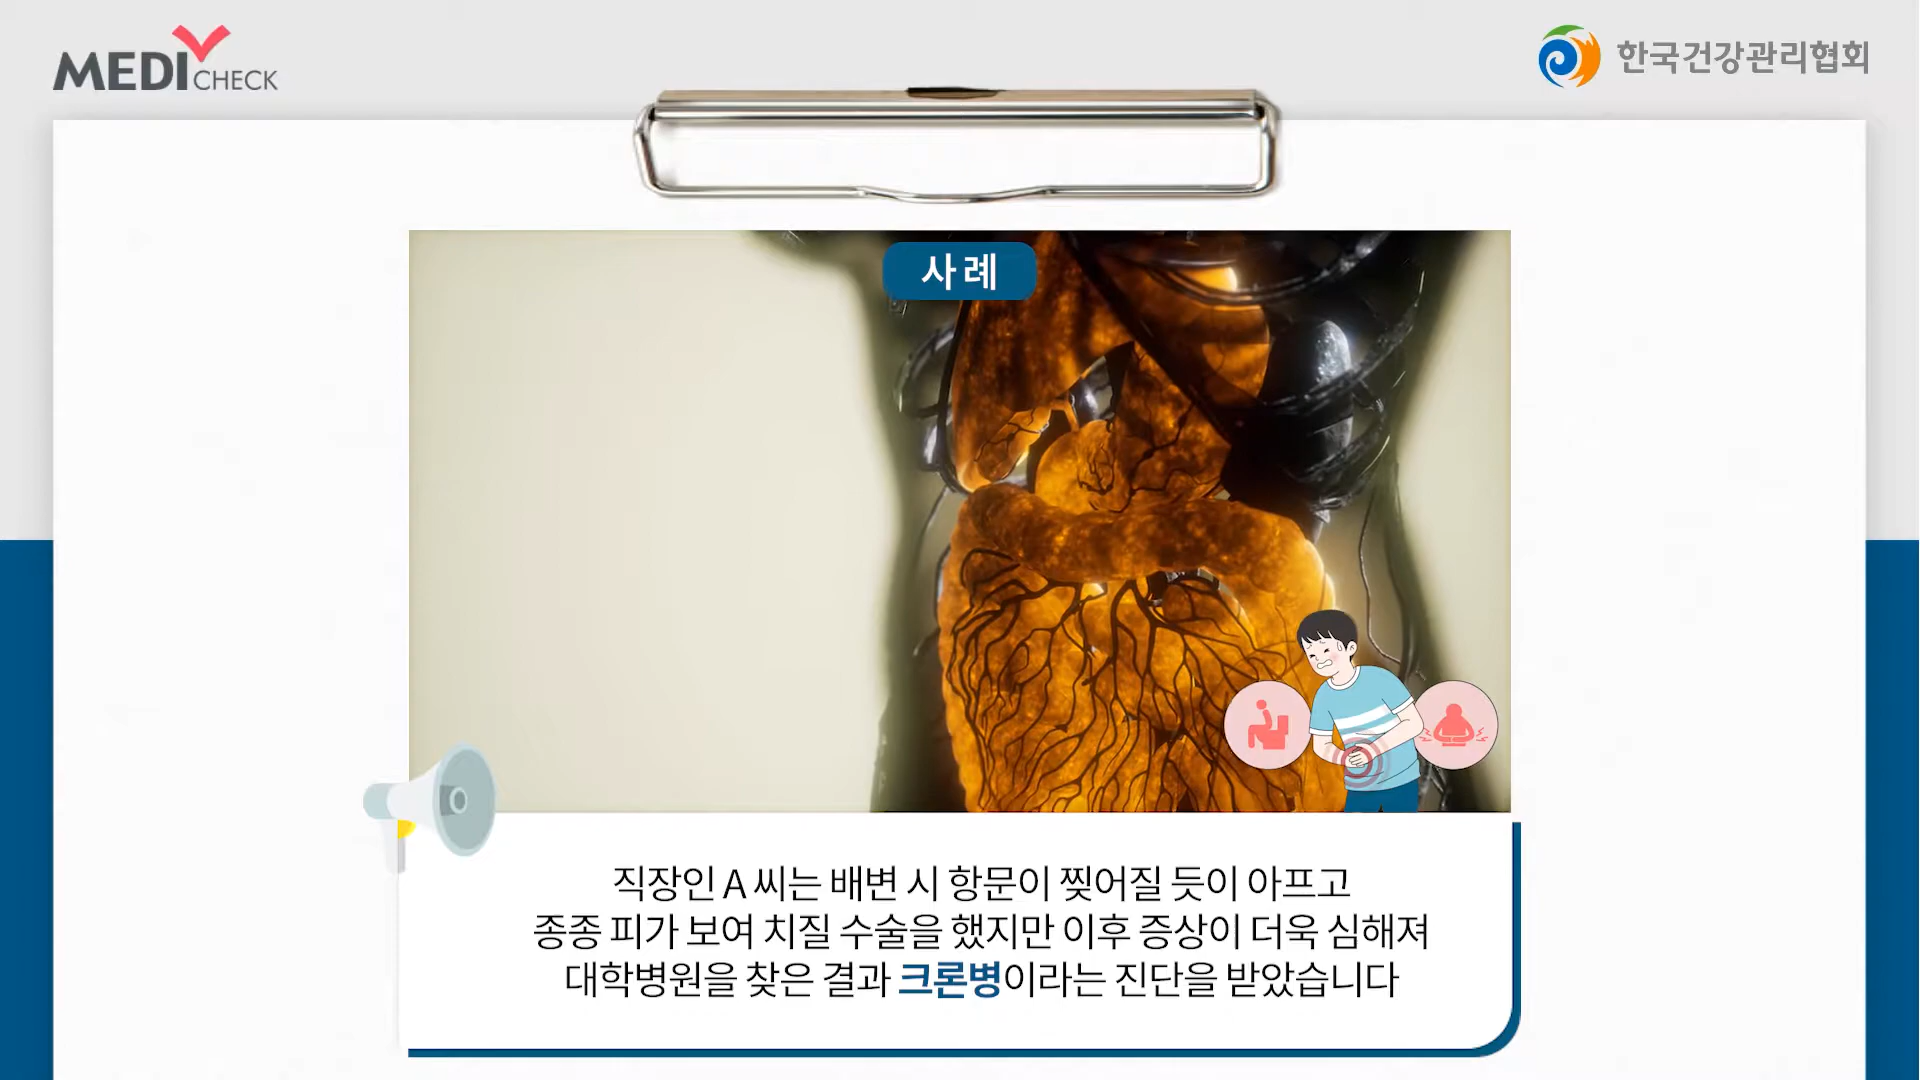 MEDI CHECK
한국건강관리협회
사례
직장인 A 씨는 배변 시 항문이 찢어질 듯이 아프고
종종 피가 보여 치질 수술을 했지만 이후 증상이 더욱 심해져
대학병원을 찾은 결과 크론병이라는 진단을 받았습니다